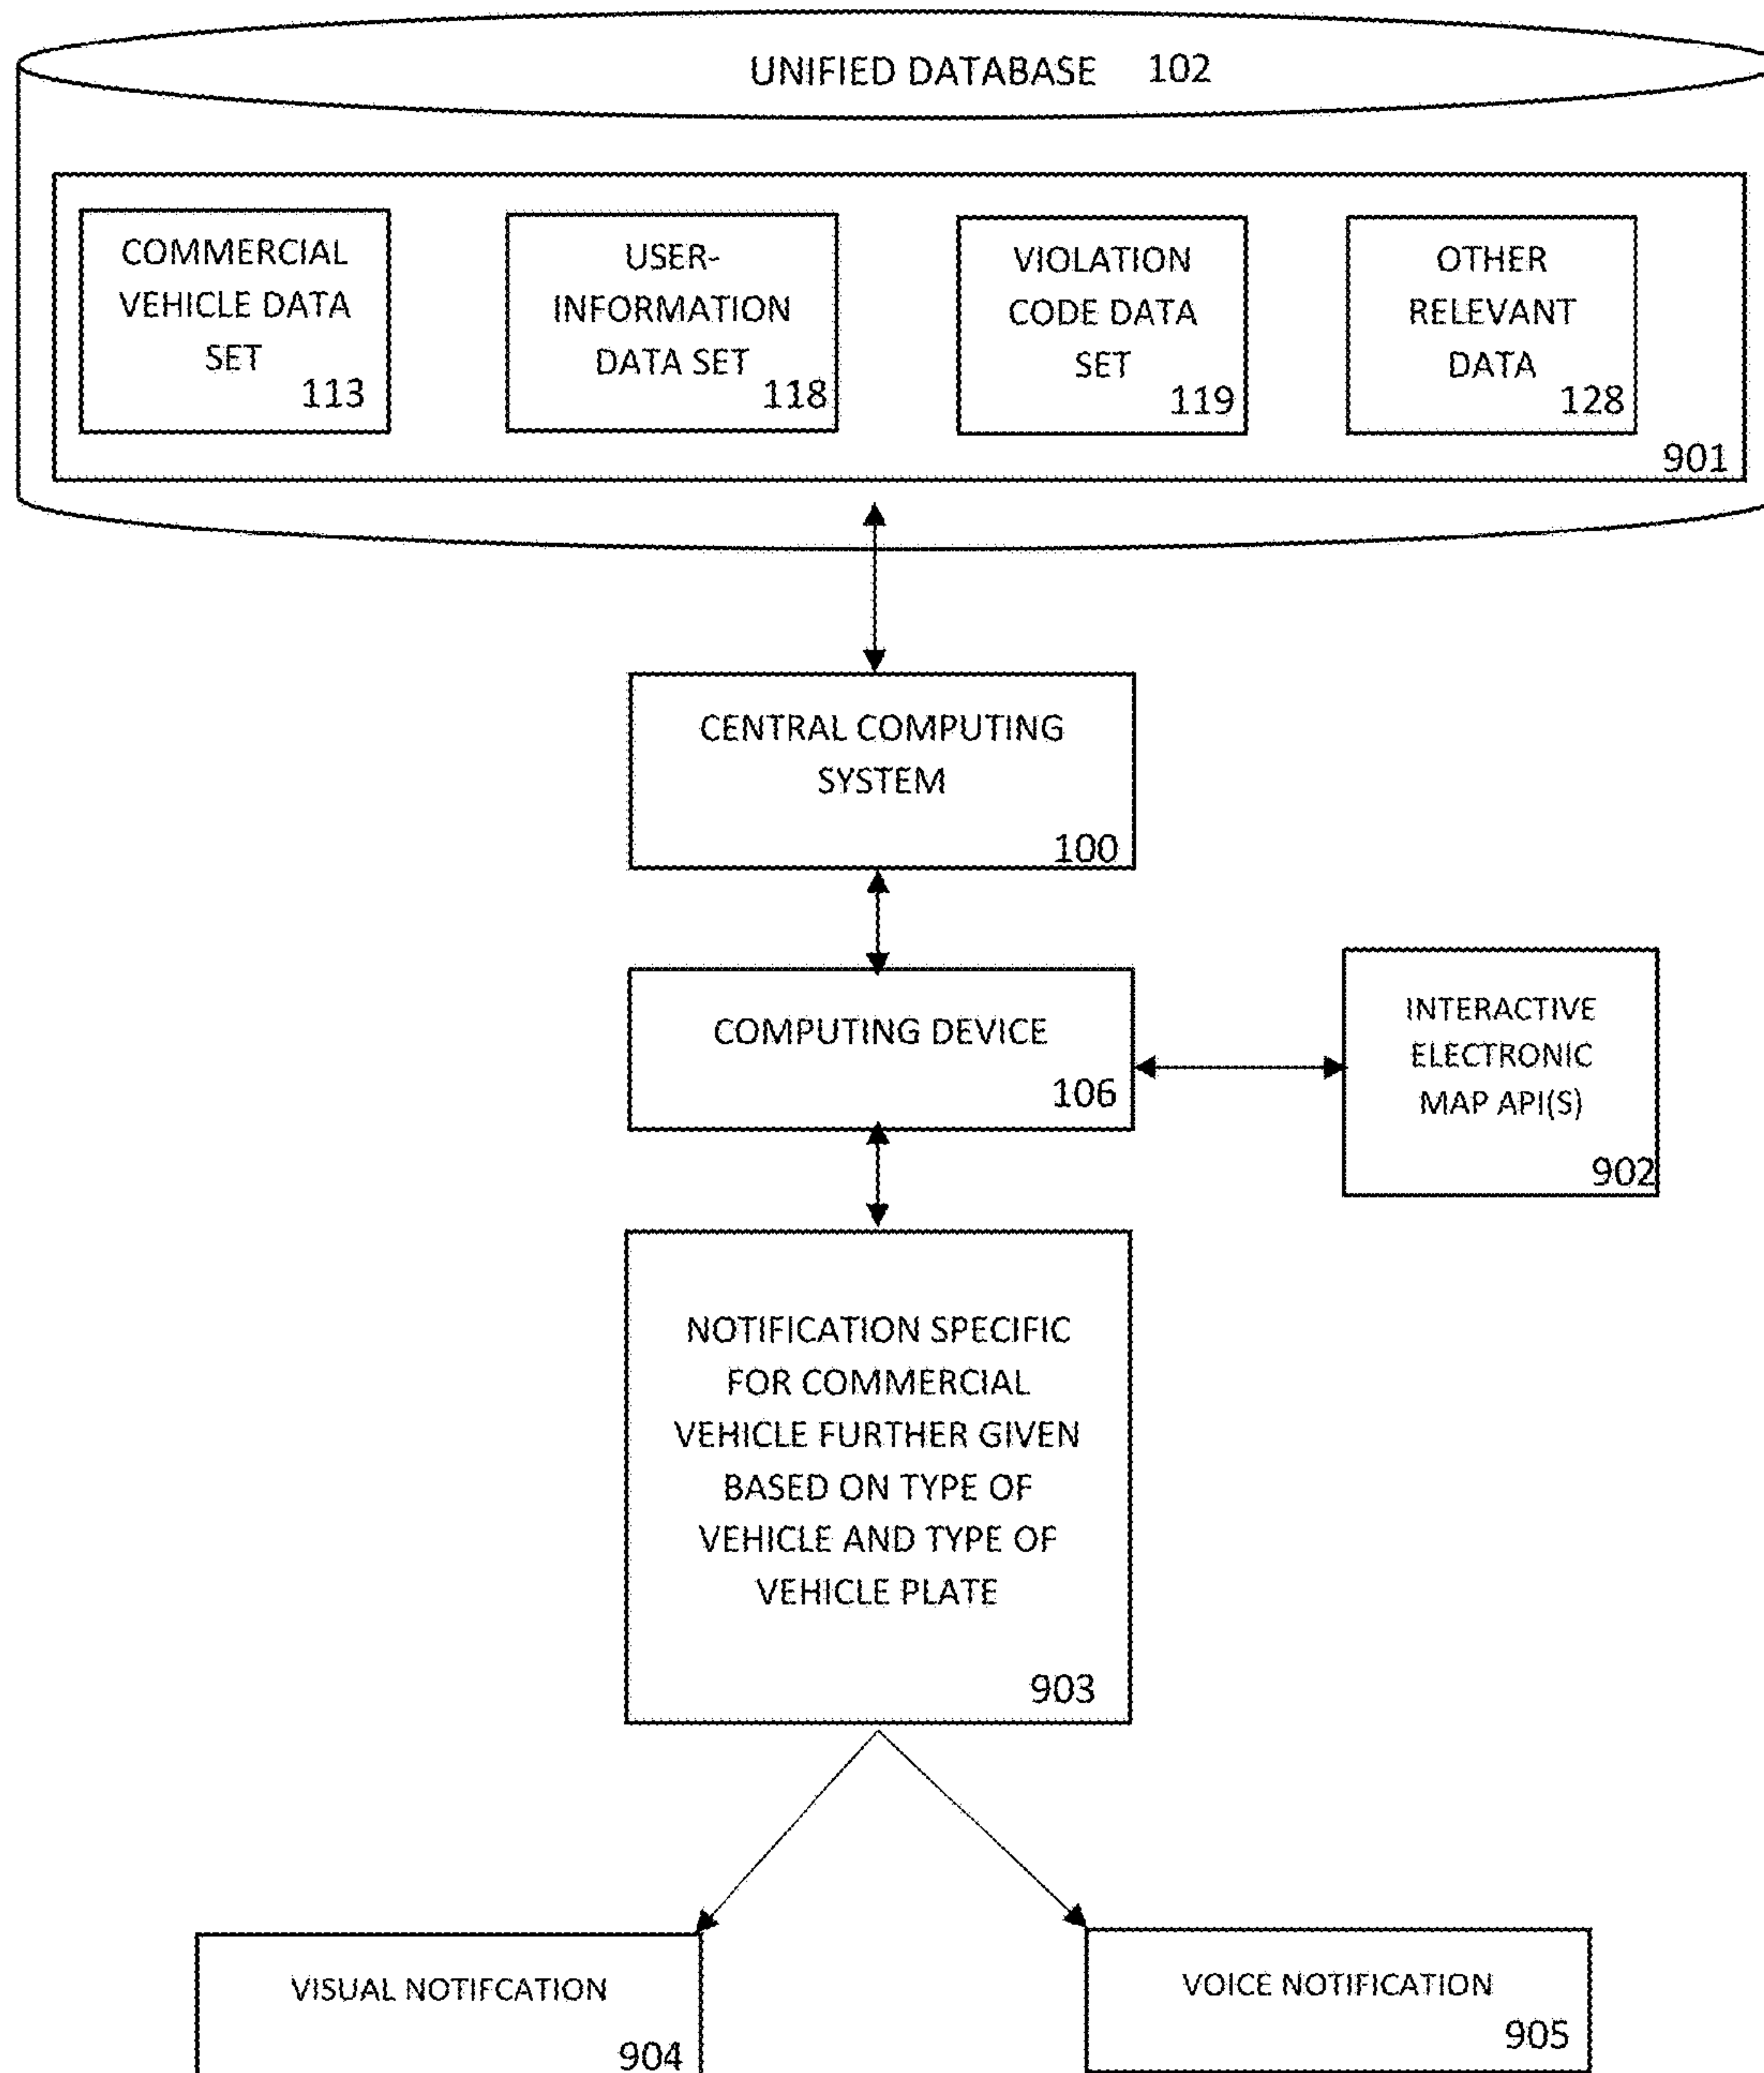 UNIFIED DATABASE 102
COMMERCIAL
VEHICLE DATA
SET
113
USER-
INFORMATION
DATA SET
118
VIOLATION
CODE DATA
SET
119
OTHER
RELEVANT
DATA
128
901
CENTRAL COMPUTING
SYSTEM
100
COMPUTING DEVICE
106
INTERACTIVE
ELECTRONIC
MAP API(S)
902
NOTIFICATION SPECIFIC
FOR COMMERCIAL
VEHICLE FURTHER GIVEN
BASED ON TYPE OF
VEHICLE AND TYPE OF
VEHICLE PLATE
903
VISUAL NOTIFCATION
904
VOICE NOTIFICATION
905